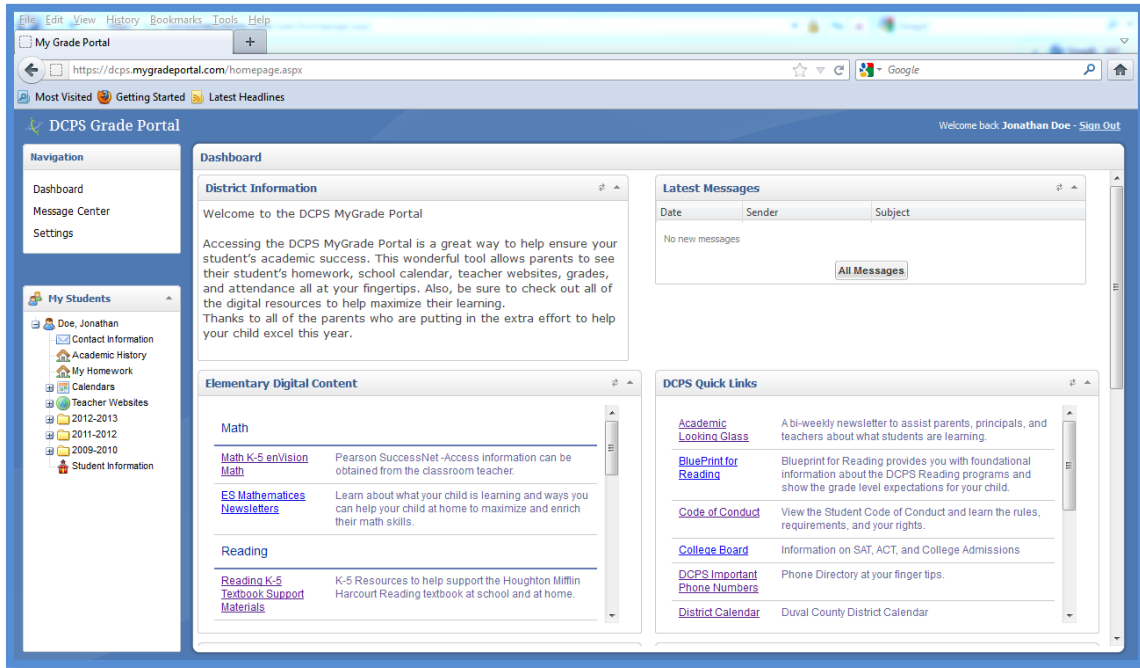 File Edit View History Bookmarks Tools Help
My Grade Portal
+
https://dcps.mygradeportal.com/homepage.aspx
Google
Most Visited Getting Started Latest Headlines
DCPS Grade Portal
Welcome back Jonathan Doe - Sign Out
Navigation
Dashboard
Message Center
Settings
My Students
Doe, Jonathan
Contact Information
Academic History
My Homework
Calendars
Teacher Websites
2012-2013
2011-2012
2009-2010
Student Information
Dashboard
District Information
Welcome to the DCPS MyGrade Portal
Accessing the DCPS MyGrade Portal is a great way to help ensure your
student's academic success. This wonderful tool allows parents to see
their student's homework, school calendar, teacher websites, grades,
and attendance all at your fingertips. Also, be sure to check out all of
the digital resources to help maximize their learning.
Thanks to all of the parents who are putting in the extra effort to help
your child excel this year.
Latest Messages
Date Sender Subject
No new messages
All Messages
Elementary Digital Content
Math
Math K-5 enVision
Math
Pearson SuccessNet -Access information can be
obtained from the classroom teacher.
ES Mathematices
Newsletters
Learn about what your child is learning and ways you
can help your child at home to maximize and enrich
their math skills.
Reading
Reading K-5
Textbook Support
Materials
K-5 Resources to help support the Houghton Mifflin
Harcourt Reading textbook at school and at home.
DCPS Quick Links
Academic
Looking Glass
A bi-weekly newsletter to assist parents, principals, and
teachers about what students are learning.
BluePrint for
Reading
Blueprint for Reading provides you with foundational
information about the DCPS Reading programs and
show the grade level expectations for your child.
Code of Conduct
View the Student Code of Conduct and learn the rules,
requirements, and your rights.
College Board
Information on SAT, ACT, and College Admissions
DCPS Important
Phone Numbers
Phone Directory at your finger tips.
District Calendar
Duval County District Calendar